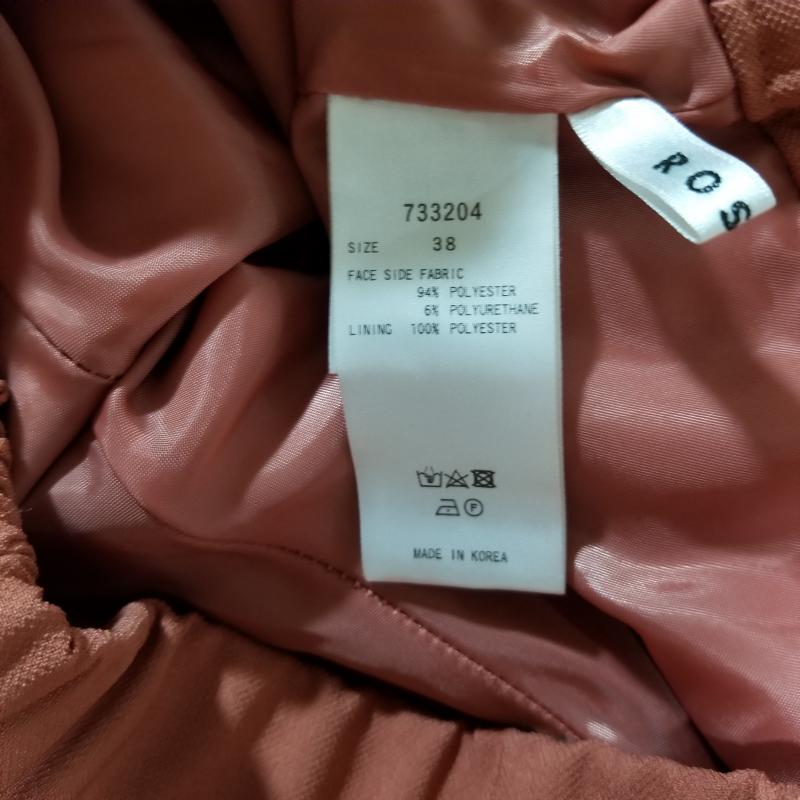 733204
SIZE 38
FACE SIDE FABRIC
94% POLYESTER
6% POLYURETHANE
LINING 100% POLYESTER
F
MADE IN KOREA
ROS